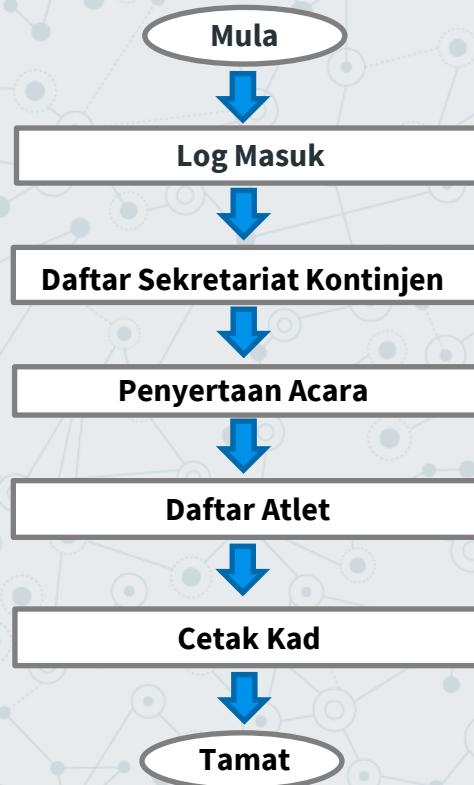 Mula
Log Masuk
Daftar Sekretariat Kontinjen
Penyertaan Acara
Daftar Atlet
Cetak Kad
Tamat